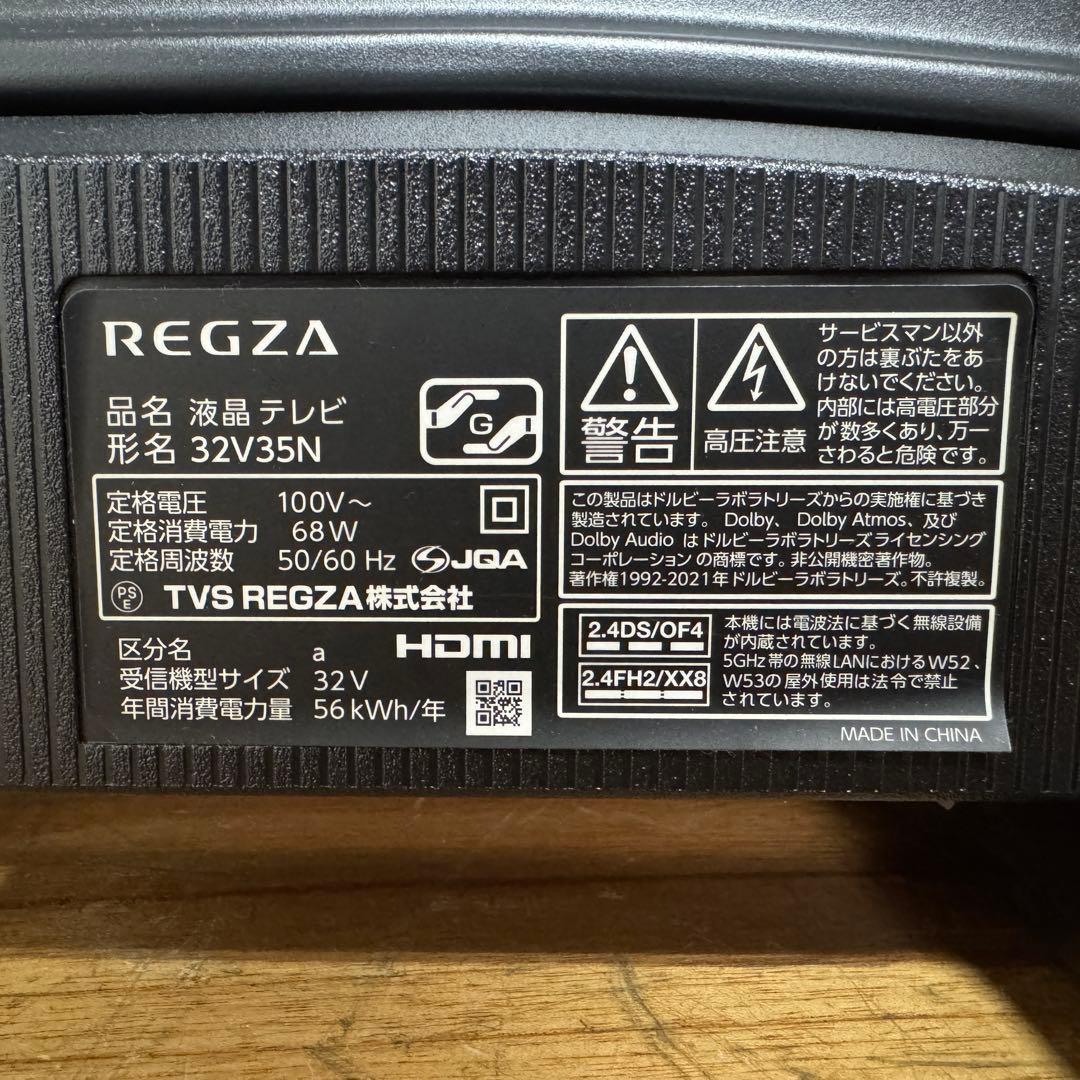 REGZA
品名 液晶テレビ
形名 32V35N
G
定格電圧 100V～
定格消費電力 68W
定格周波数 50/60 Hz
JQA
PS
E
TVS REGZA株式会社
区分名 a
HDMI
受信機型サイズ 32V
年間消費電力量 56kWh/年
警告
高圧注意
サービスマン以外
の方は裏ぶたをあ
けないでください。
内部には高電圧部分
が数多くあり、万一
さわると危険です。
この製品はドルビーラボラトリーズからの実施権に基づき
製造されています。 Dolby、 Dolby Atmos、及び
Dolby Audio はドルビーラボラトリーズライセンシング
コーポレーションの商標です。非公開機密著作物。
著作権1992-2021年ドルビーラボラトリーズ。不許複製。
2.4DS/OF4
2.4FH2/XX8
本機には電波法に基づく無線設備
が内蔵されています。
5GHz帯の無線LANにおけるW52、
W53の屋外使用は法令で禁止
されています。
MADE IN CHINA